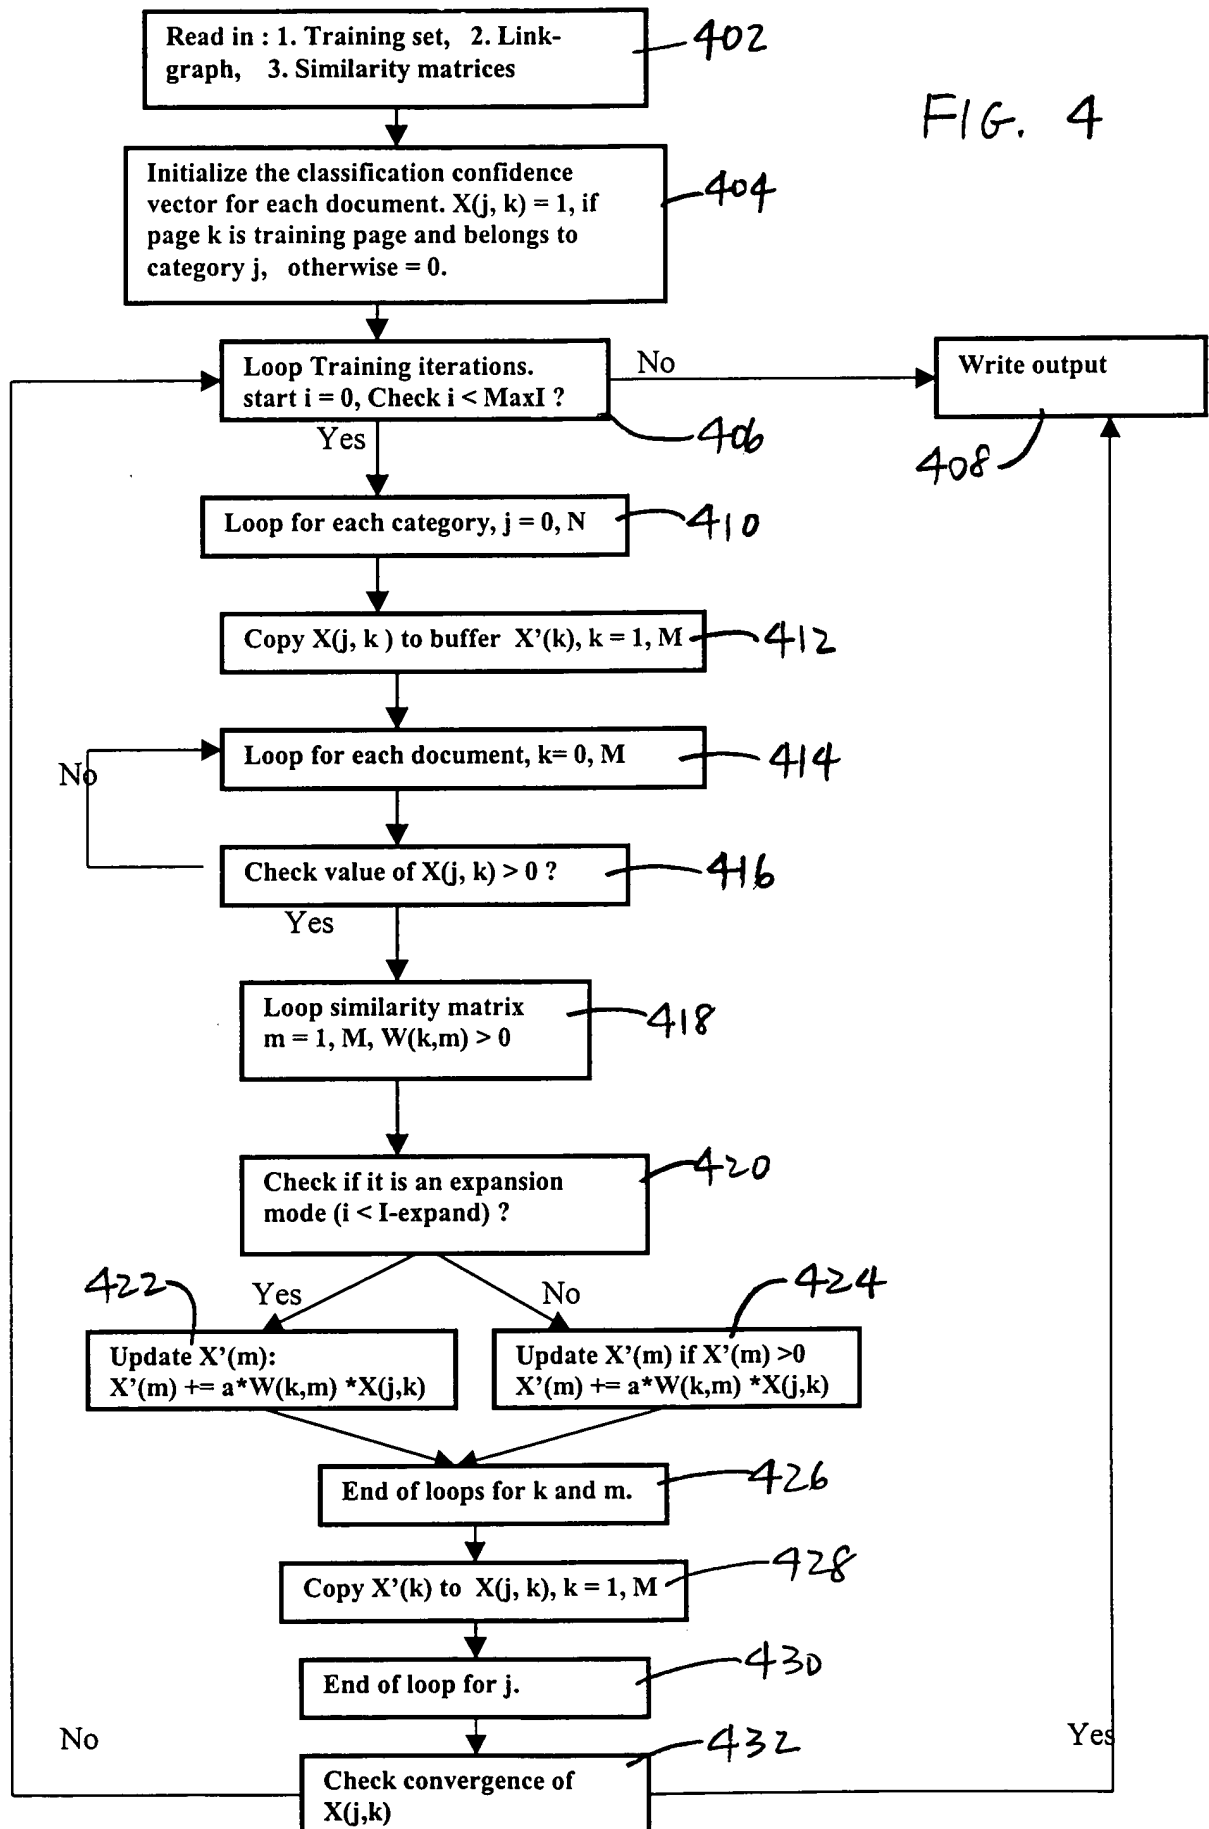 Read in : 1. Training set, 2. Link-
graph, 3. Similarity matrices
402
FIG. 4
Initialize the classification confidence
vector for each document. X(j, k) = 1, if
page k is training page and belongs to
category j, otherwise = 0.
404
Loop Training iterations.
start i = 0, Check i < MaxI ?
No
Write output
406
408
Yes
Loop for each category, j = 0, N
410
Copy X(j, k ) to buffer X'(k), k = 1, M
412
Loop for each document, k= 0, M
414
No
Check value of X(j, k) > 0 ?
416
Yes
Loop similarity matrix
m = 1, M, W(k,m) > 0
418
Check if it is an expansion
mode (i < I-expand) ?
420
422
Yes
No
424
Update X'(m):
X'(m) += a*W(k,m) *X(j,k)
Update X'(m) if X'(m) >0
X'(m) += a*W(k,m) *X(j,k)
End of loops for k and m.
426
Copy X'(k) to X(j, k), k = 1, M
428
End of loop for j.
430
No
Yes
432
Check convergence of
X(j,k)